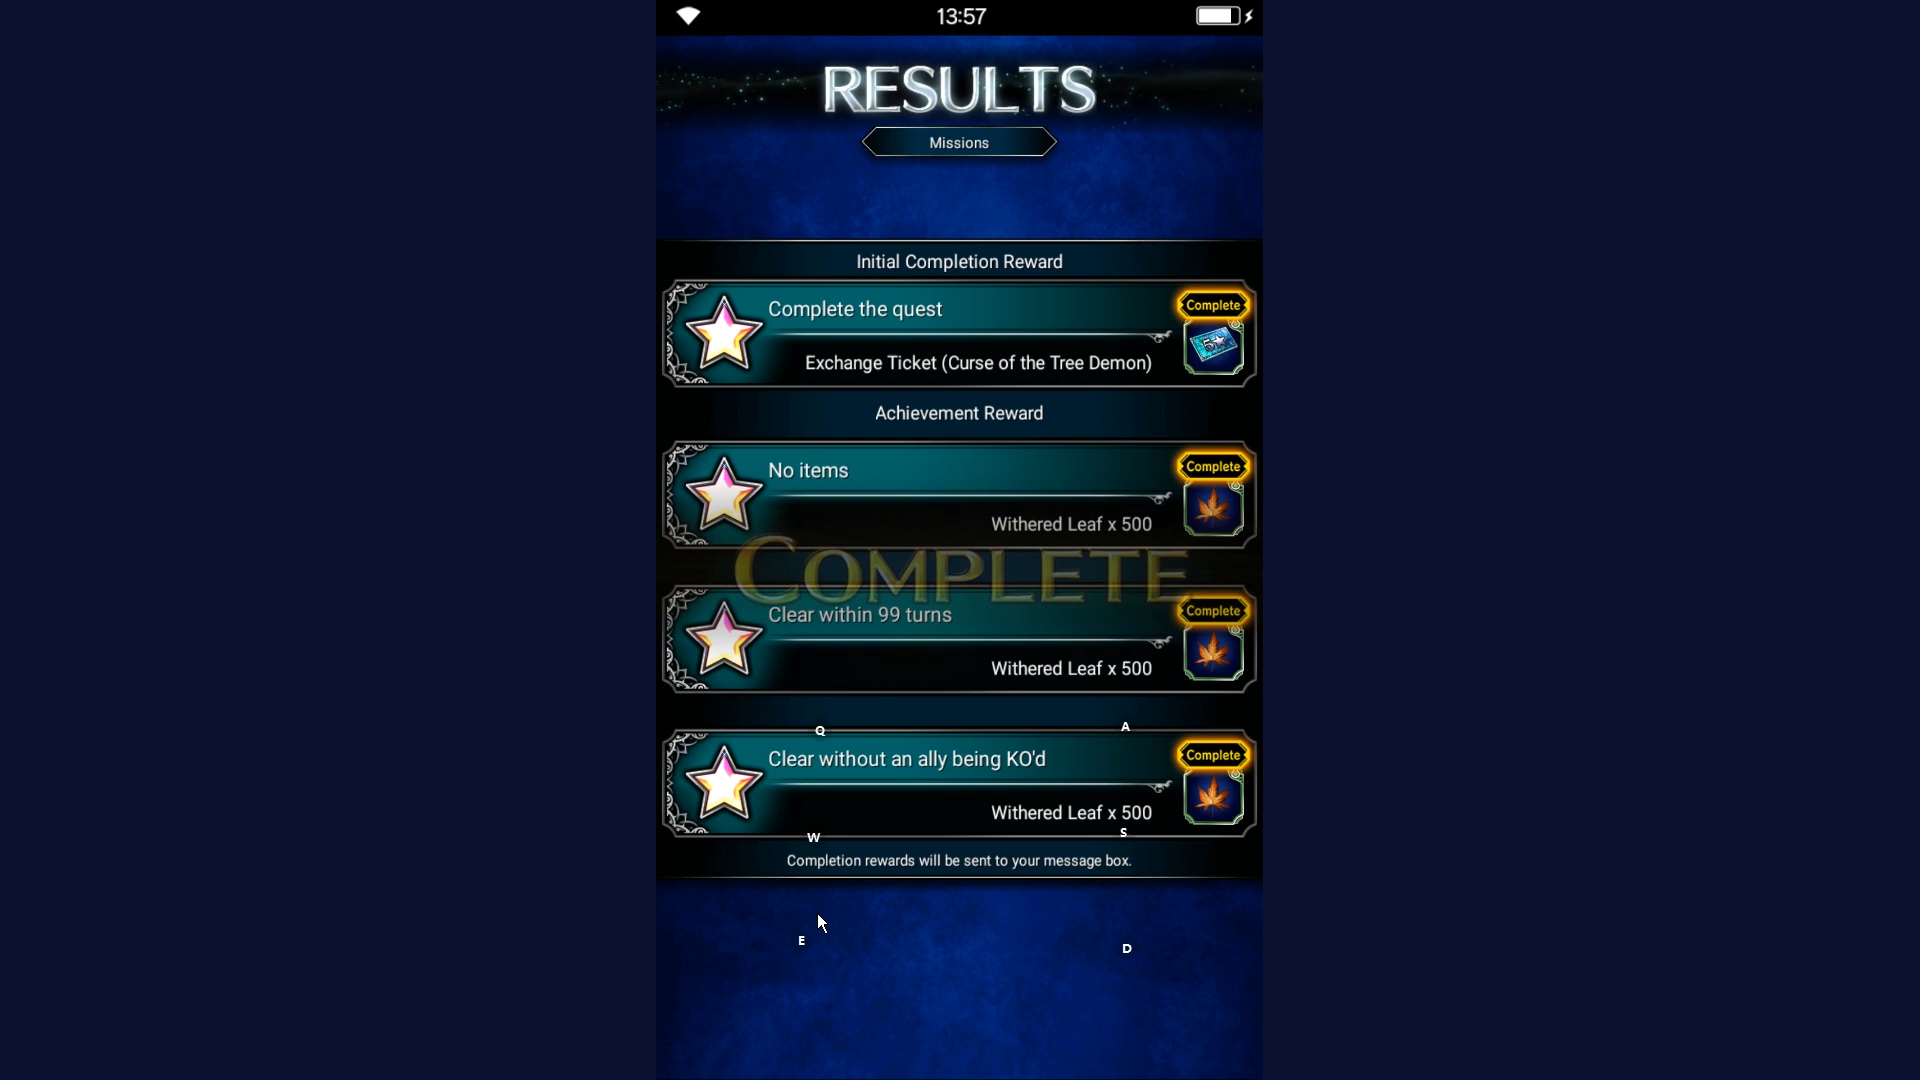 13:57
RESULTS
Missions
Initial Completion Reward
Complete the quest
Complete
5
Exchange Ticket (Curse of the Tree Demon)
Achievement Reward
No items
Complete
Withered Leaf x 500
COMPLETE
Clear within 99 turns
Complete
Withered Leaf x 500
Q
A
Clear without an ally being KO'd
Complete
Withered Leaf x 500
W
S
Completion rewards will be sent to your message box.
E
D